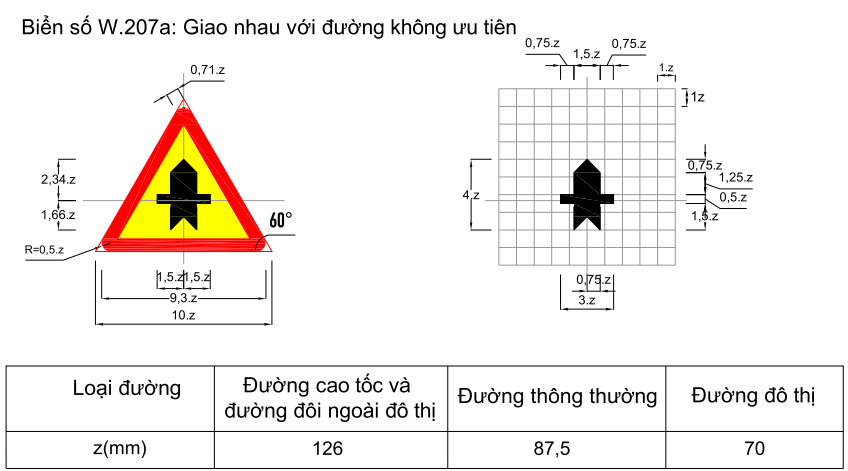 Biển số W.207a: Giao nhau với đường không ưu tiên
0,75.z
0,75.z
1,5.z
0,71.z
1.z
1z
2,34.z
1,66.z
60°
R=0,5.z
1,5.z
1,5.z
9,3.z
10.z
4.z
0,75.z
1,25.z
0,5.z
1,5.z
0,75.z
3.z
Loại đường
Đường cao tốc và
đường đôi ngoài đô thị
Đường thông thường
Đường đô thị
z(mm)
126
87,5
70